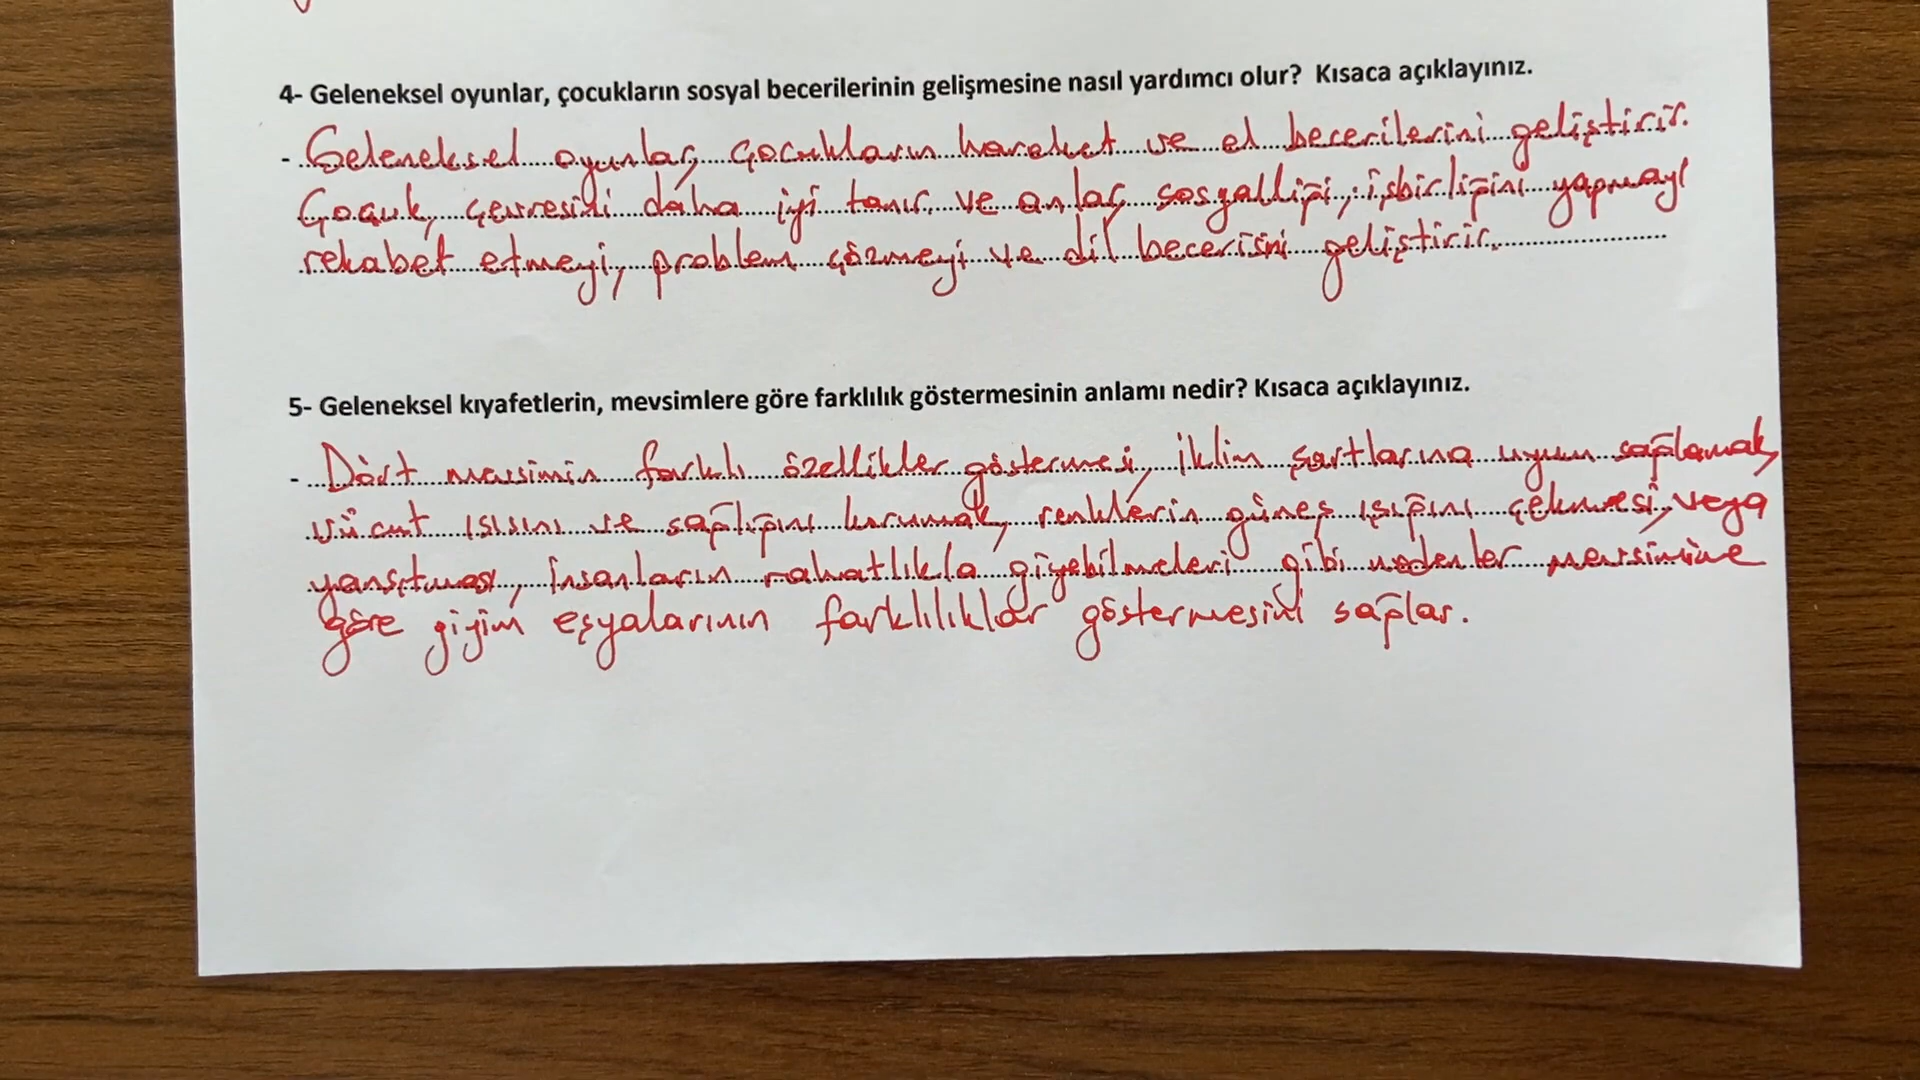 4- Geleneksel oyunlar, çocukların sosyal becerilerinin gelişmesine nasıl yardımcı olur? Kısaca açıklayınız.
- Geleneksel oyunlar, çocukların hareket ve el becerilerini geliştirir.
Çocuk, çevresini daha iyi tanır ve anlar, sosyalliği, işbirliğini yapmayı
rekabet etmeyi, problem çözmeyi ve dil becerisini geliştirir.
5- Geleneksel kıyafetlerin, mevsimlere göre farklılık göstermesinin anlamı nedir? Kısaca açıklayınız.
- Dört mevsimin farklı özellikler göstermesi, iklim şartlarına uyum sağlamak,
vücut ısısını ve sağlığını korumak, renklerin güneş ışığını çekmesi, veya
yansıtması, insanların rahatlıkla giyebilmeleri gibi nedenler mevsimine
göre giyim eşyalarının farklılıklar göstermesini sağlar.